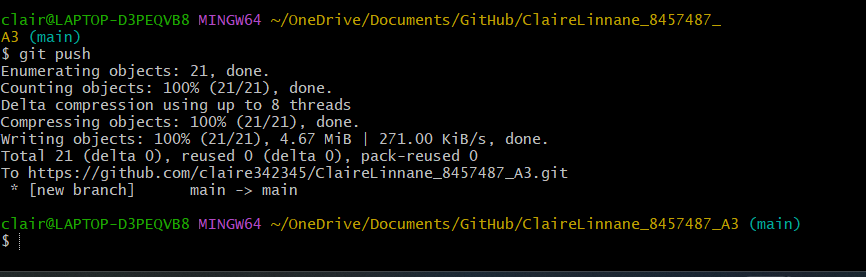 clair@LAPTOP-D3PEQVB8 MINGW64 ~/OneDrive/Documents/GitHub/ClaireLinnane_8457487_
A3 (main)
$ git push
Enumerating objects: 21, done.
Counting objects: 100% (21/21), done.
Delta compression using up to 8 threads
Compressing objects: 100% (21/21), done.
Writing objects: 100% (21/21), 4.67 MiB | 271.00 KiB/s, done.
Total 21 (delta 0), reused 0 (delta 0), pack-reused 0
To https://github.com/claire342345/ClaireLinnane_8457487_A3.git
 * [new branch]      main -> main
clair@LAPTOP-D3PEQVB8 MINGW64 ~/OneDrive/Documents/GitHub/ClaireLinnane_8457487_A3 (main)
$